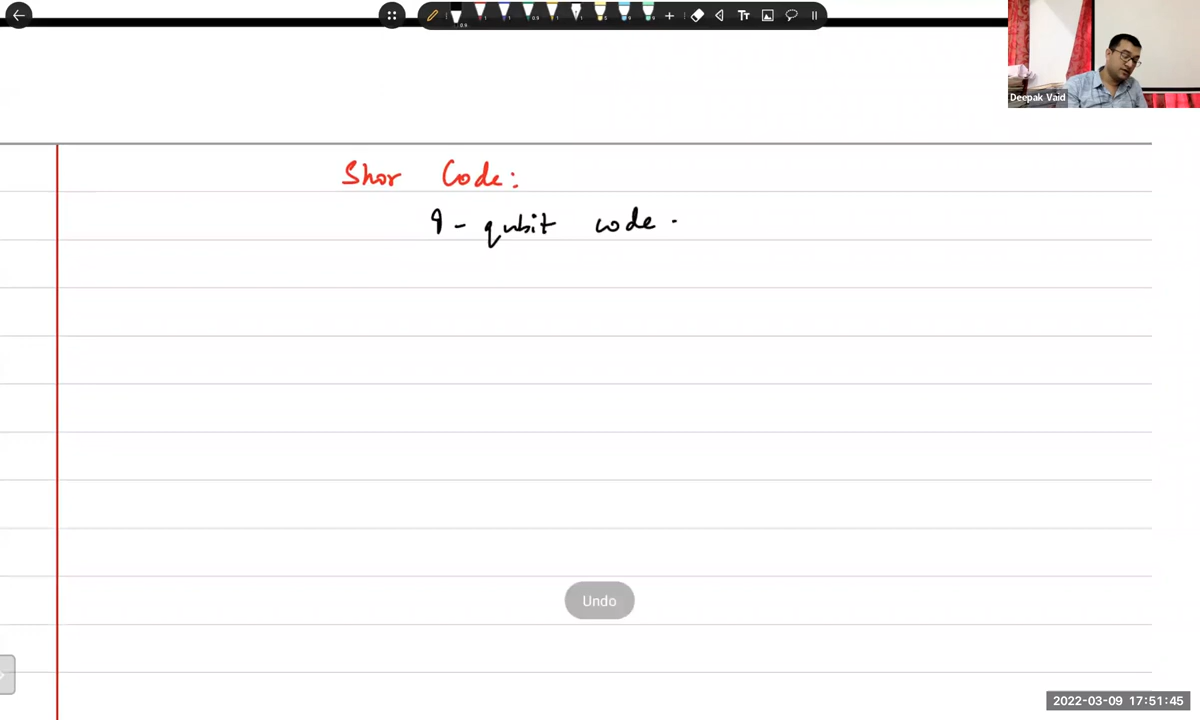 Deepak Vaid
Shor Code:
9 - qubit code .
Undo
2022-03-09 17:51:45